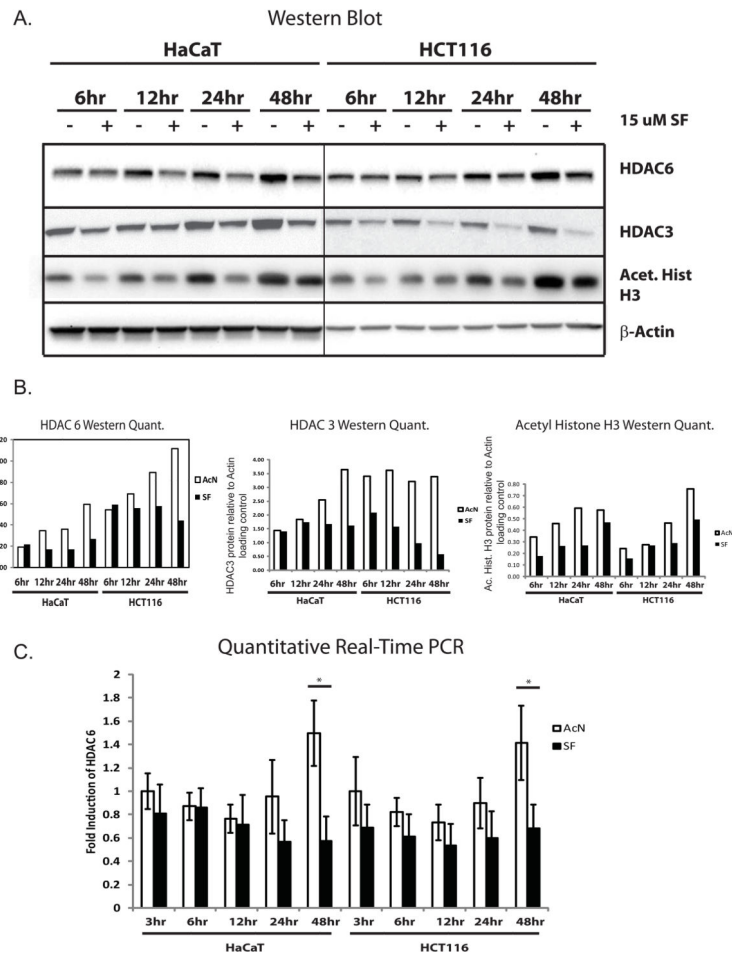 A.
Western Blot
HaCaT HCT116
6hr 12hr 24hr 48hr 6hr 12hr 24hr 48hr
- + - + - + - + - + - + - + - + 15 uM SF
HDAC6
HDAC3
Acet. Hist
H3
β-Actin
B.
HDAC 6 Western Quant.
20
00
80
60
40
20
00
AcN
SF
6hr 12hr 24hr 48hr 6hr 12hr 24hr 48hr
HaCaT HCT116
HDAC 3 Western Quant.
HDAC3 protein relative to Actin
loading control
4.00
3.50
3.00
2.50
2.00
1.50
1.00
0.50
0.00
AcN
SF
6hr 12hr 24hr 48hr 6hr 12hr 24hr 48hr
HaCaT HCT116
Acetyl Histone H3 Western Quant.
Ac. Hist. H3 protein relative to Actin
loading control
0.80
0.70
0.60
0.50
0.40
0.30
0.20
0.10
0.00
AcN
SF
6hr 12hr 24hr 48hr 6hr 12hr 24hr 48hr
HaCaT HCT116
C.
Quantitative Real-Time PCR
Fold Induction of HDAC 6
2
1.8
1.6
1.4
1.2
1
0.8
0.6
0.4
0.2
0
* *
AcN
SF
3hr 6hr 12hr 24hr 48hr 3hr 6hr 12hr 24hr 48hr
HaCaT HCT116